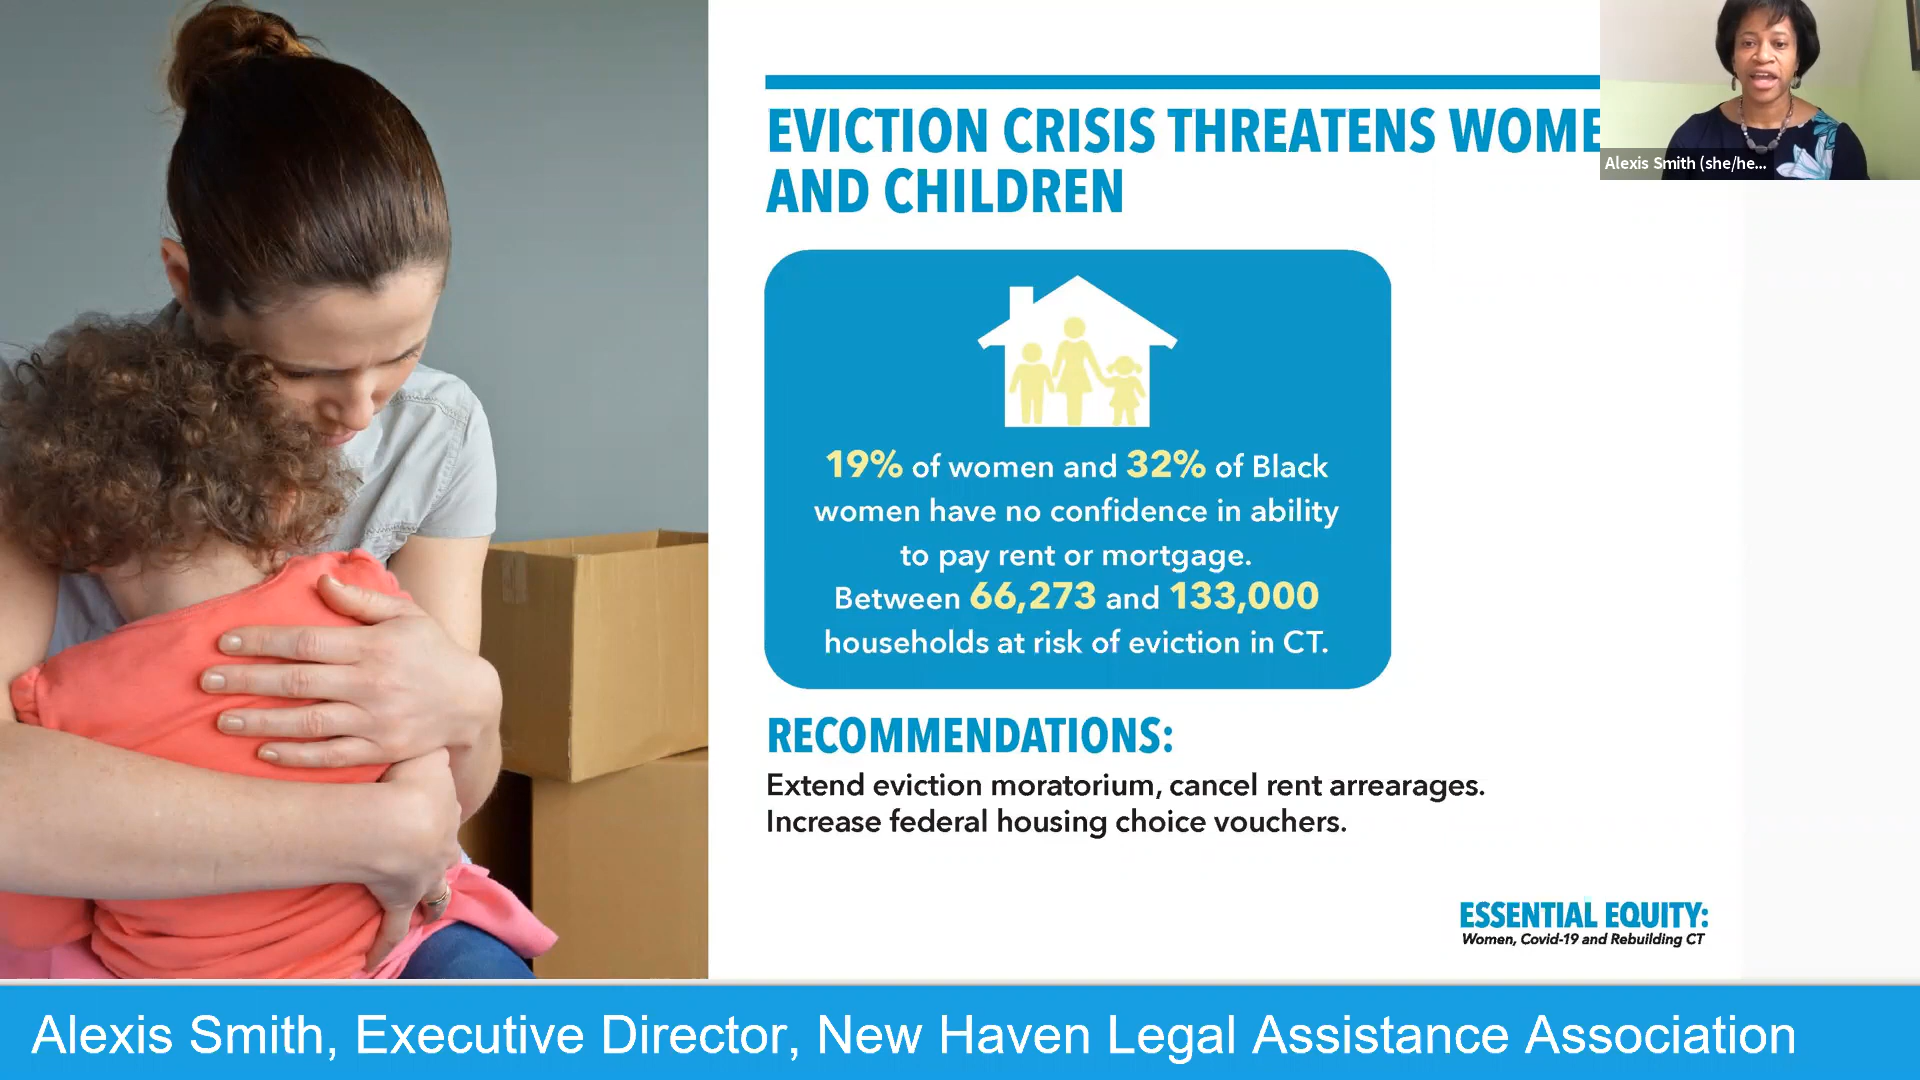 EVICTION CRISIS THREATENS WOME
AND CHILDREN
Alexis Smith (she/he...
19% of women and 32% of Black
women have no confidence in ability
to pay rent or mortgage.
Between 66,273 and 133,000
households at risk of eviction in CT.
RECOMMENDATIONS:
Extend eviction moratorium, cancel rent arrearages.
Increase federal housing choice vouchers.
ESSENTIAL EQUITY:
Women, Covid-19 and Rebuilding CT
Alexis Smith, Executive Director, New Haven Legal Assistance Association